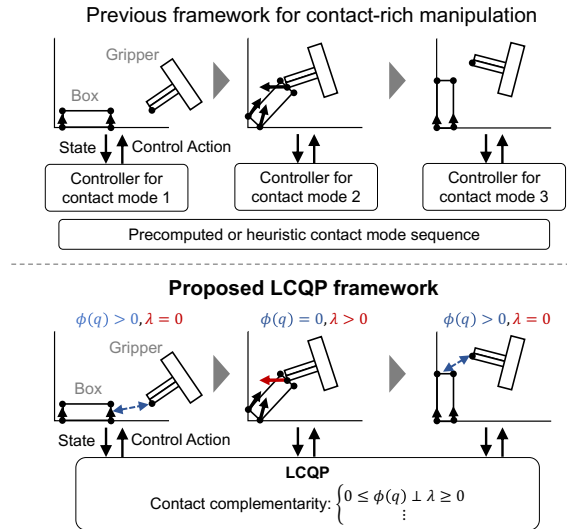 Previous framework for contact-rich manipulation
Gripper
Box
State
Control Action
Controller for
contact mode 1
Controller for
contact mode 2
Controller for
contact mode 3
Precomputed or heuristic contact mode sequence
Proposed LCQP framework
ϕ(q) > 0, λ = 0
ϕ(q) = 0, λ > 0
ϕ(q) > 0, λ = 0
Gripper
Box
State
Control Action
LCQP
Contact complementarity: { 0 ≤ ϕ(q) ⊥ λ ≥ 0
⋮